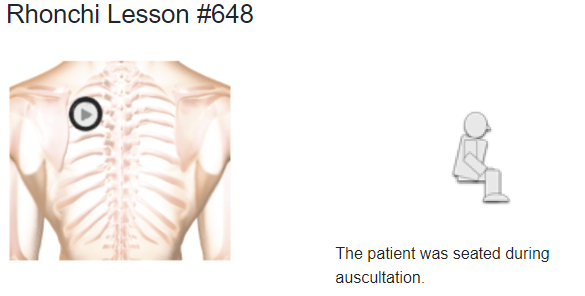 Rhonchi Lesson #648
The patient was seated during
auscultation.